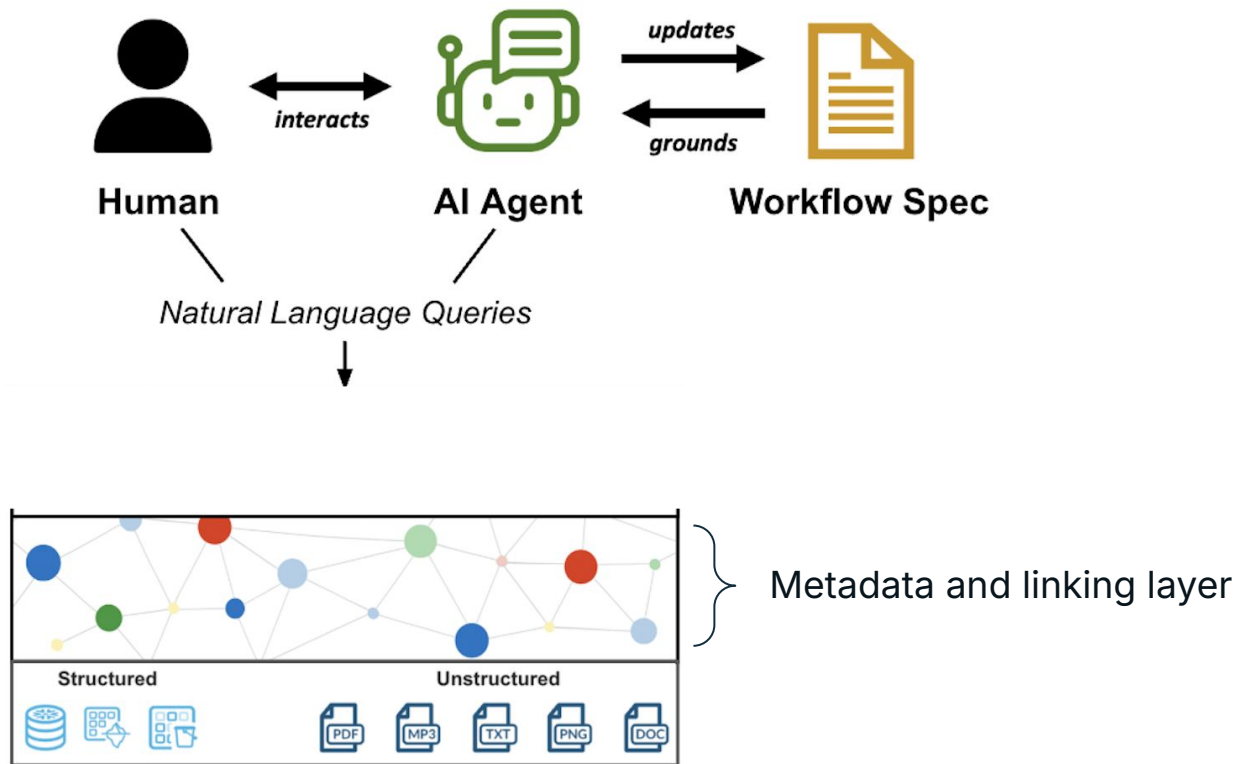 updates
interacts
grounds
Human
AI Agent
Workflow Spec
Natural Language Queries
Metadata and linking layer
Structured
Unstructured
PDF
MP3
TXT
PNG
DOC